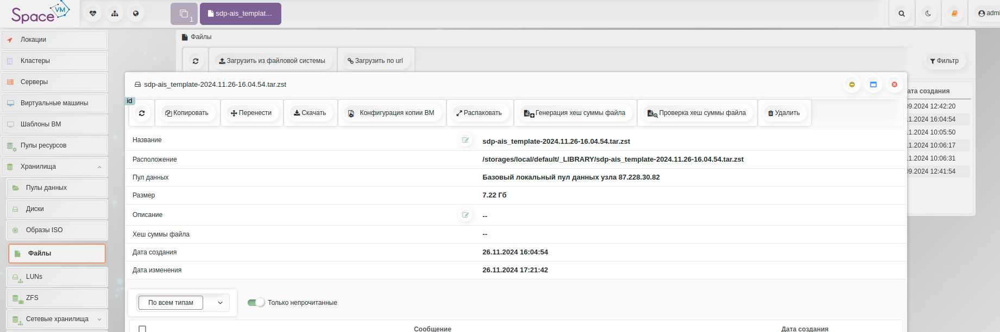 Space VM
1
sdp-ais_templat...
Локации
Кластеры
Серверы
Виртуальные машины
Шаблоны ВМ
Пулы ресурсов
Хранилища
Пулы данных
Диски
Образы ISO
Файлы
LUNs
ZFS
Сетевые хранилища
Файлы
Загрузить из файловой системы
Загрузить по url
Фильтр
sdp-ais_template-2024.11.26-16.04.54.tar.zst
id
Копировать
Перенести
Скачать
Конфигурация копии ВМ
Распаковать
Генерация хеш суммы файла
Проверка хеш суммы файла
Удалить
Название
sdp-ais_template-2024.11.26-16.04.54.tar.zst
Расположение
/storages/local/default/_LIBRARY/sdp-ais_template-2024.11.26-16.04.54.tar.zst
Пул данных
Базовый локальный пул данных узла 87.228.30.82
Размер
7.22 Гб
Описание
--
Хеш суммы файла
--
Дата создания
26.11.2024 16:04:54
Дата изменения
26.11.2024 17:21:42
По всем типам
Только непрочитанные
Сообщение
Дата создания
ата создания
09.2024 12:42:20
11.2024 16:04:54
11.2024 10:05:50
11.2024 10:06:17
11.2024 10:06:31
09.2024 12:41:54